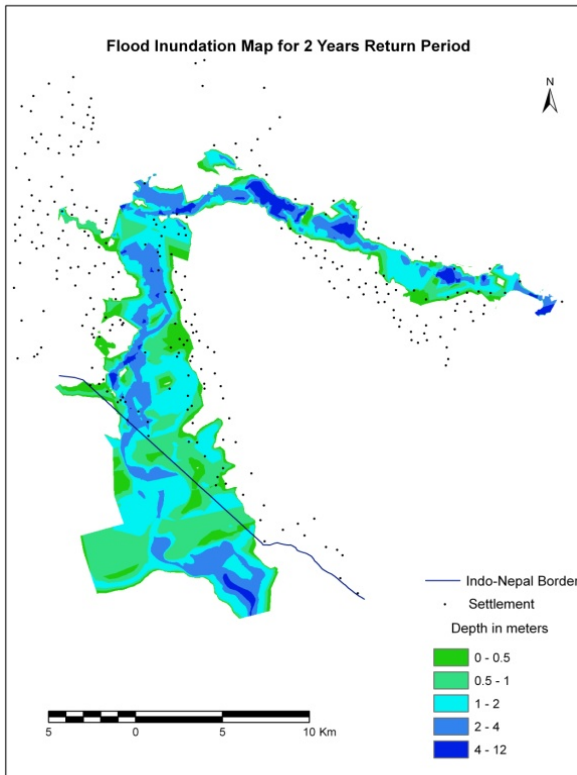 Flood Inundation Map for 2 Years Return Period
N
Indo-Nepal Border
Settlement
Depth in meters
0 - 0.5
0.5 - 1
1 - 2
2 - 4
4 - 12
5 0 5 10 Km